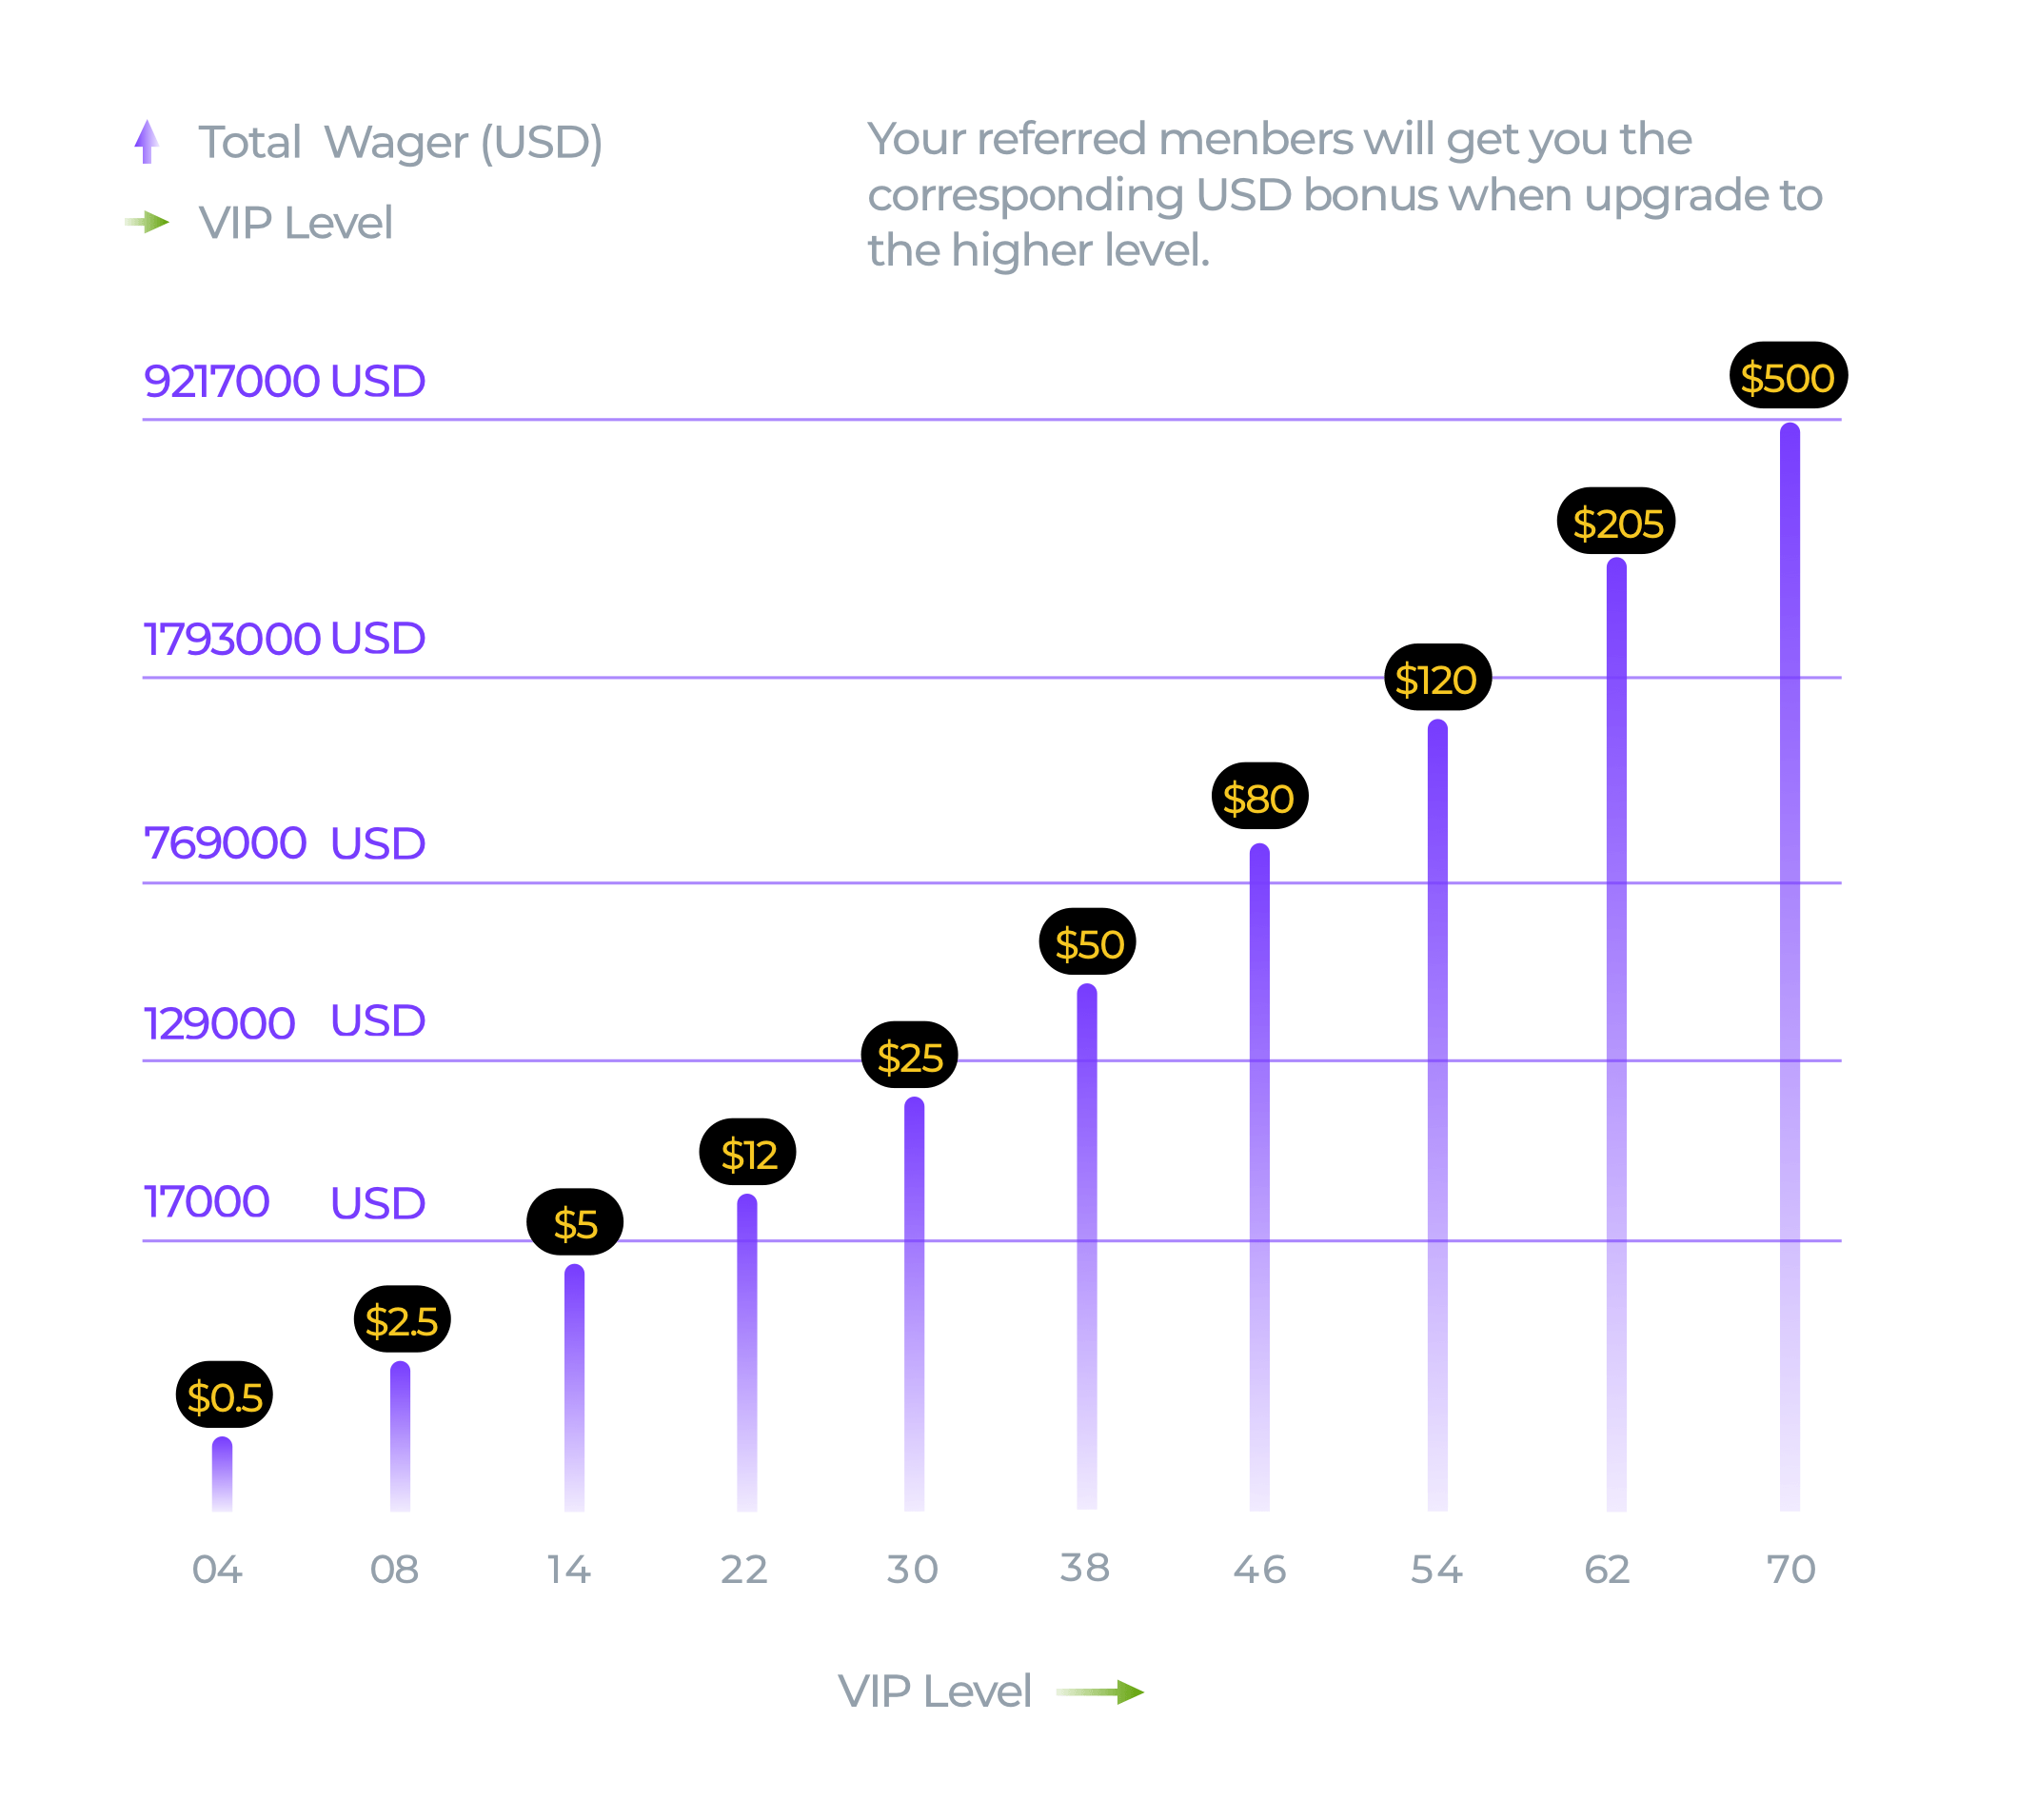 Total Wager (USD)
VIP Level
Your referred menbers will get you the
corresponding USD bonus when upgrade to
the higher level.
9217000 USD
$500
$205
1793000 USD
$120
$80
769000 USD
$50
129000 USD
$25
$12
17000 USD
$5
$2.5
$0.5
04 08 14 22 30 38 46 54 62 70
VIP Level